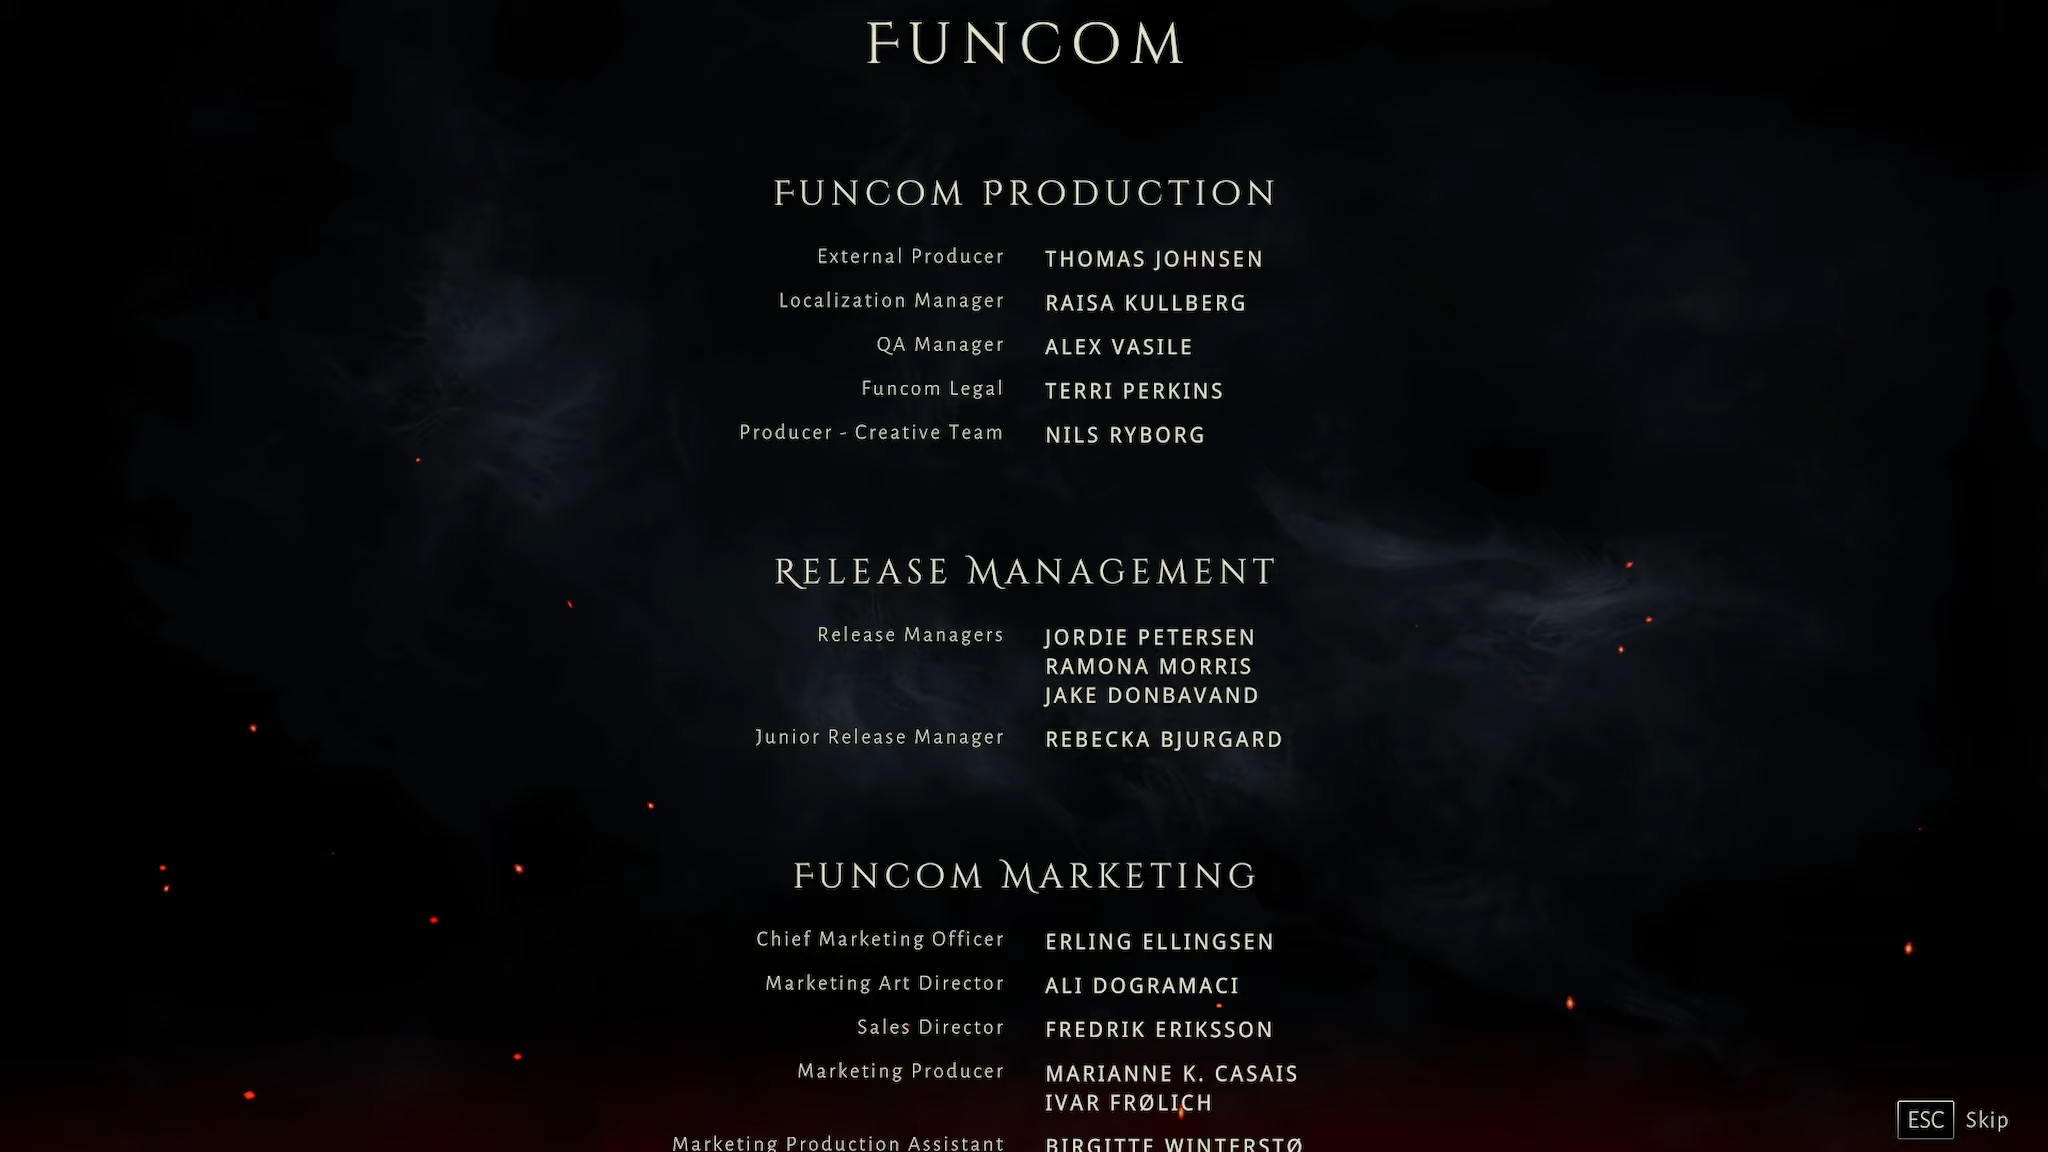 FUNCOM
FUNCOM PRODUCTION
External Producer THOMAS JOHNSEN
Localization Manager RAISA KULLBERG
QA Manager ALEX VASILE
Funcom Legal TERRI PERKINS
Producer - Creative Team NILS RYBORG
RELEASE MANAGEMENT
Release Managers JORDIE PETERSEN
RAMONA MORRIS
JAKE DONBAVAND
Junior Release Manager REBECKA BJURGARD
FUNCOM MARKETING
Chief Marketing Officer ERLING ELLINGSEN
Marketing Art Director ALI DOGRAMACI
Sales Director FREDRIK ERIKSSON
Marketing Producer MARIANNE K. CASAIS
IVAR FRØLICH
Marketing Production Assistant BIRGITTE WINTERSTØ
ESC Skip